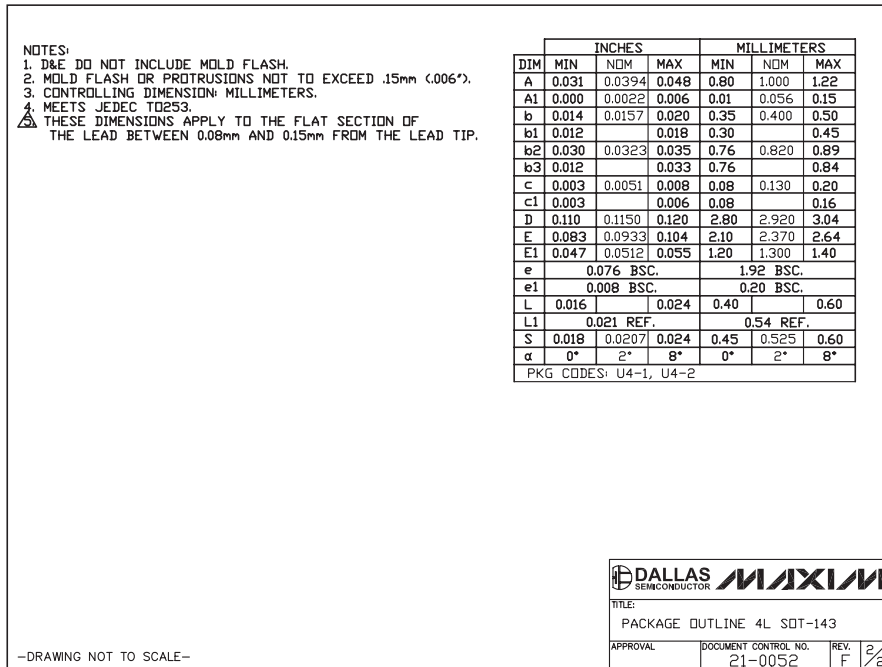 NOTES:
1. D&E DO NOT INCLUDE MOLD FLASH.
2. MOLD FLASH OR PROTRUSIONS NOT TO EXCEED .15mm (.006").
3. CONTROLLING DIMENSION: MILLIMETERS.
4. MEETS JEDEC TO253.
5. THESE DIMENSIONS APPLY TO THE FLAT SECTION OF
THE LEAD BETWEEN 0.08mm AND 0.15mm FROM THE LEAD TIP.
INCHES MILLIMETERS
DIM MIN NOM MAX MIN NOM MAX
A 0.031 0.0394 0.048 0.80 1.000 1.22
A1 0.000 0.0022 0.006 0.01 0.056 0.15
b 0.014 0.0157 0.020 0.35 0.400 0.50
b1 0.012 0.018 0.30 0.45
b2 0.030 0.0323 0.035 0.76 0.820 0.89
b3 0.012 0.033 0.76 0.84
c 0.003 0.0051 0.008 0.08 0.130 0.20
c1 0.003 0.006 0.08 0.16
D 0.110 0.1150 0.120 2.80 2.920 3.04
E 0.083 0.0933 0.104 2.10 2.370 2.64
E1 0.047 0.0512 0.055 1.20 1.300 1.40
e 0.076 BSC. 1.92 BSC.
e1 0.008 BSC. 0.20 BSC.
L 0.016 0.024 0.40 0.60
L1 0.021 REF. 0.54 REF.
S 0.018 0.0207 0.024 0.45 0.525 0.60
α 0° 2° 8° 0° 2° 8°
PKG CODES: U4-1, U4-2
DALLAS SEMICONDUCTOR MAXIM
TITLE:
PACKAGE OUTLINE 4L SOT-143
APPROVAL DOCUMENT CONTROL NO. REV.
21-0052 F 2/2
-DRAWING NOT TO SCALE-